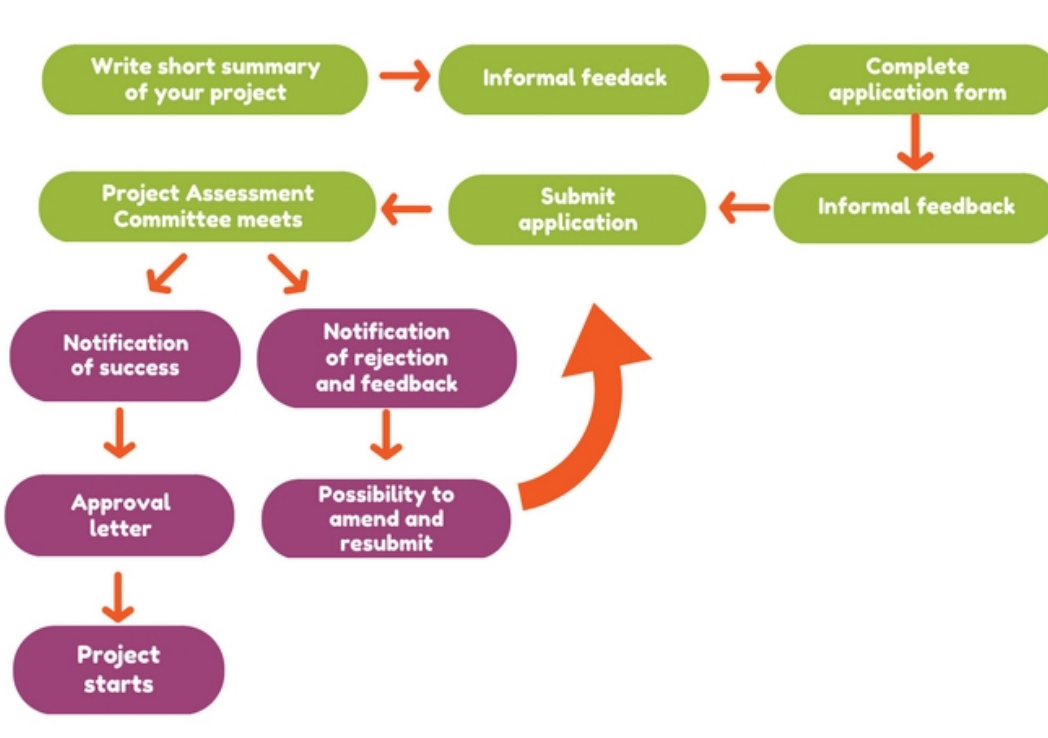 Write short summary
of your project
Informal feedack
Complete
application form
Informal feedback
Submit
application
Project Assessment
Committee meets
Notification
of success
Notification
of rejection
and feedback
Approval
letter
Possibility to
amend and
resubmit
Project
starts